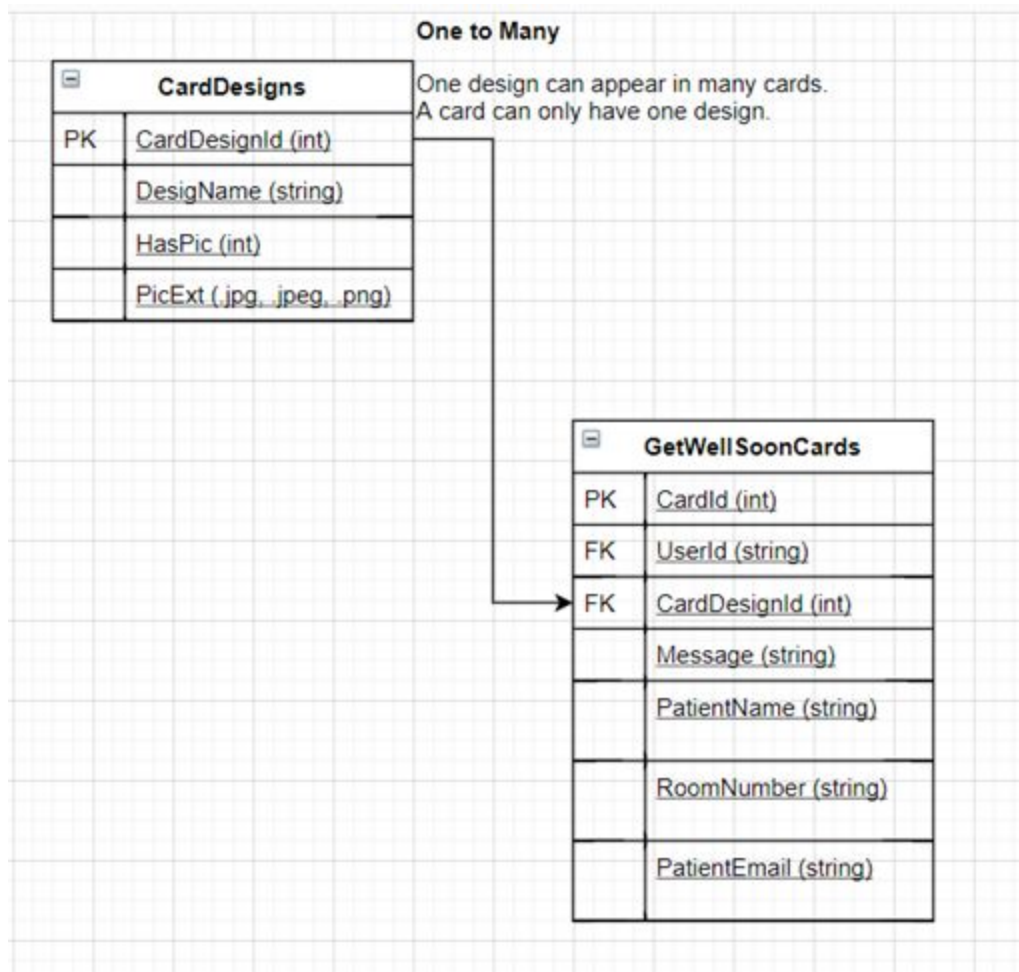 One to Many
One design can appear in many cards.
A card can only have one design.
CardDesigns
PK CardDesignId (int)
DesigName (string)
HasPic (int)
PicExt (.jpg, .jpeg, .png)
GetWellSoonCards
PK CardId (int)
FK UserId (string)
FK CardDesignId (int)
Message (string)
PatientName (string)
RoomNumber (string)
PatientEmail (string)